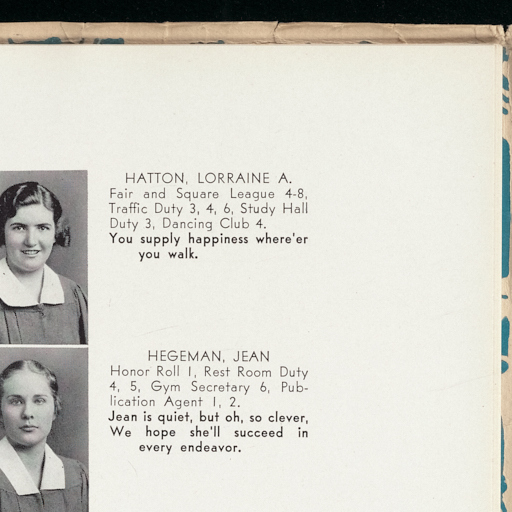 HATTON, LORRAINE A.
Fair and Square League 4-8,
Traffic Duty 3, 4, 6, Study Hall
Duty 3, Dancing Club 4.
You supply happiness where'er
you walk.
HEGEMAN, JEAN
Honor Roll 1, Rest Room Duty
4, 5, Gym Secretary 6, Pub-
lication Agent 1, 2.
Jean is quiet, but oh, so clever,
We hope she'll succeed in
every endeavor.